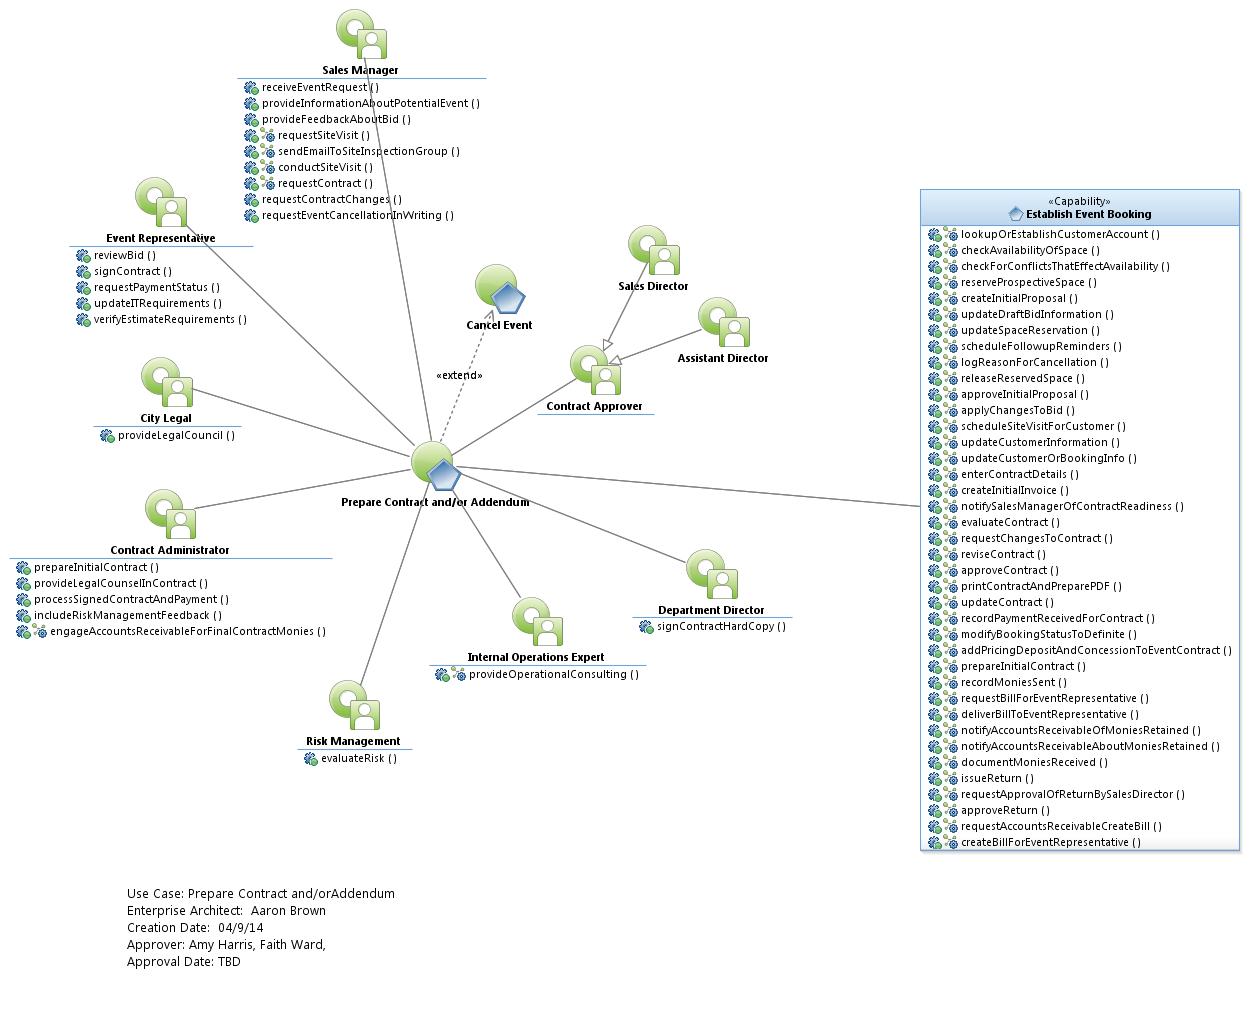 Sales Manager
receiveEventRequest ( )
provideInformationAboutPotentialEvent ( )
provideFeedbackAboutBid ( )
requestSiteVisit ( )
sendEmailToSiteInspectionGroup ( )
conductSiteVisit ( )
requestContract ( )
requestContractChanges ( )
requestEventCancellationInWriting ( )
Event Representative
reviewBid ( )
signContract ( )
requestPaymentStatus ( )
updateITRequirements ( )
verifyEstimateRequirements ( )
Cancel Event
«extend»
Sales Director
Assistant Director
Contract Approver
City Legal
provideLegalCouncil ( )
Prepare Contract and/or Addendum
Contract Administrator
prepareInitialContract ( )
provideLegalCounselInContract ( )
processSignedContractAndPayment ( )
includeRiskManagementFeedback ( )
engageAccountsReceivableForFinalContractMonies ( )
Department Director
signContractHardCopy ( )
Internal Operations Expert
provideOperationalConsulting ( )
Risk Management
evaluateRisk ( )
«Capability»
Establish Event Booking
lookupOrEstablishCustomerAccount ( )
checkAvailabilityOfSpace ( )
checkForConflictsThatEffectAvailability ( )
reserveProspectiveSpace ( )
createInitialProposal ( )
updateDraftBidInformation ( )
updateSpaceReservation ( )
scheduleFollowupReminders ( )
logReasonForCancellation ( )
releaseReservedSpace ( )
approveInitialProposal ( )
applyChangesToBid ( )
scheduleSiteVisitForCustomer ( )
updateCustomerInformation ( )
updateCustomerOrBookingInfo ( )
enterContractDetails ( )
createInitialInvoice ( )
notifySalesManagerOfContractReadiness ( )
evaluateContract ( )
requestChangesToContract ( )
reviseContract ( )
approveContract ( )
printContractAndPreparePDF ( )
updateContract ( )
recordPaymentReceivedForContract ( )
modifyBookingStatusToDefinite ( )
addPricingDepositAndConcessionToEventContract ( )
prepareInitialContract ( )
recordMoniesSent ( )
requestBillForEventRepresentative ( )
deliverBillToEventRepresentative ( )
notifyAccountsReceivableOfMoniesRetained ( )
notifyAccountsReceivableAboutMoniesRetained ( )
documentMoniesReceived ( )
issueReturn ( )
requestApprovalOfReturnBySalesDirector ( )
approveReturn ( )
requestAccountsReceivableCreateBill ( )
createBillForEventRepresentative ( )
Use Case: Prepare Contract and/orAddendum
Enterprise Architect:  Aaron Brown
Creation Date:  04/9/14
Approver: Amy Harris, Faith Ward,
Approval Date: TBD